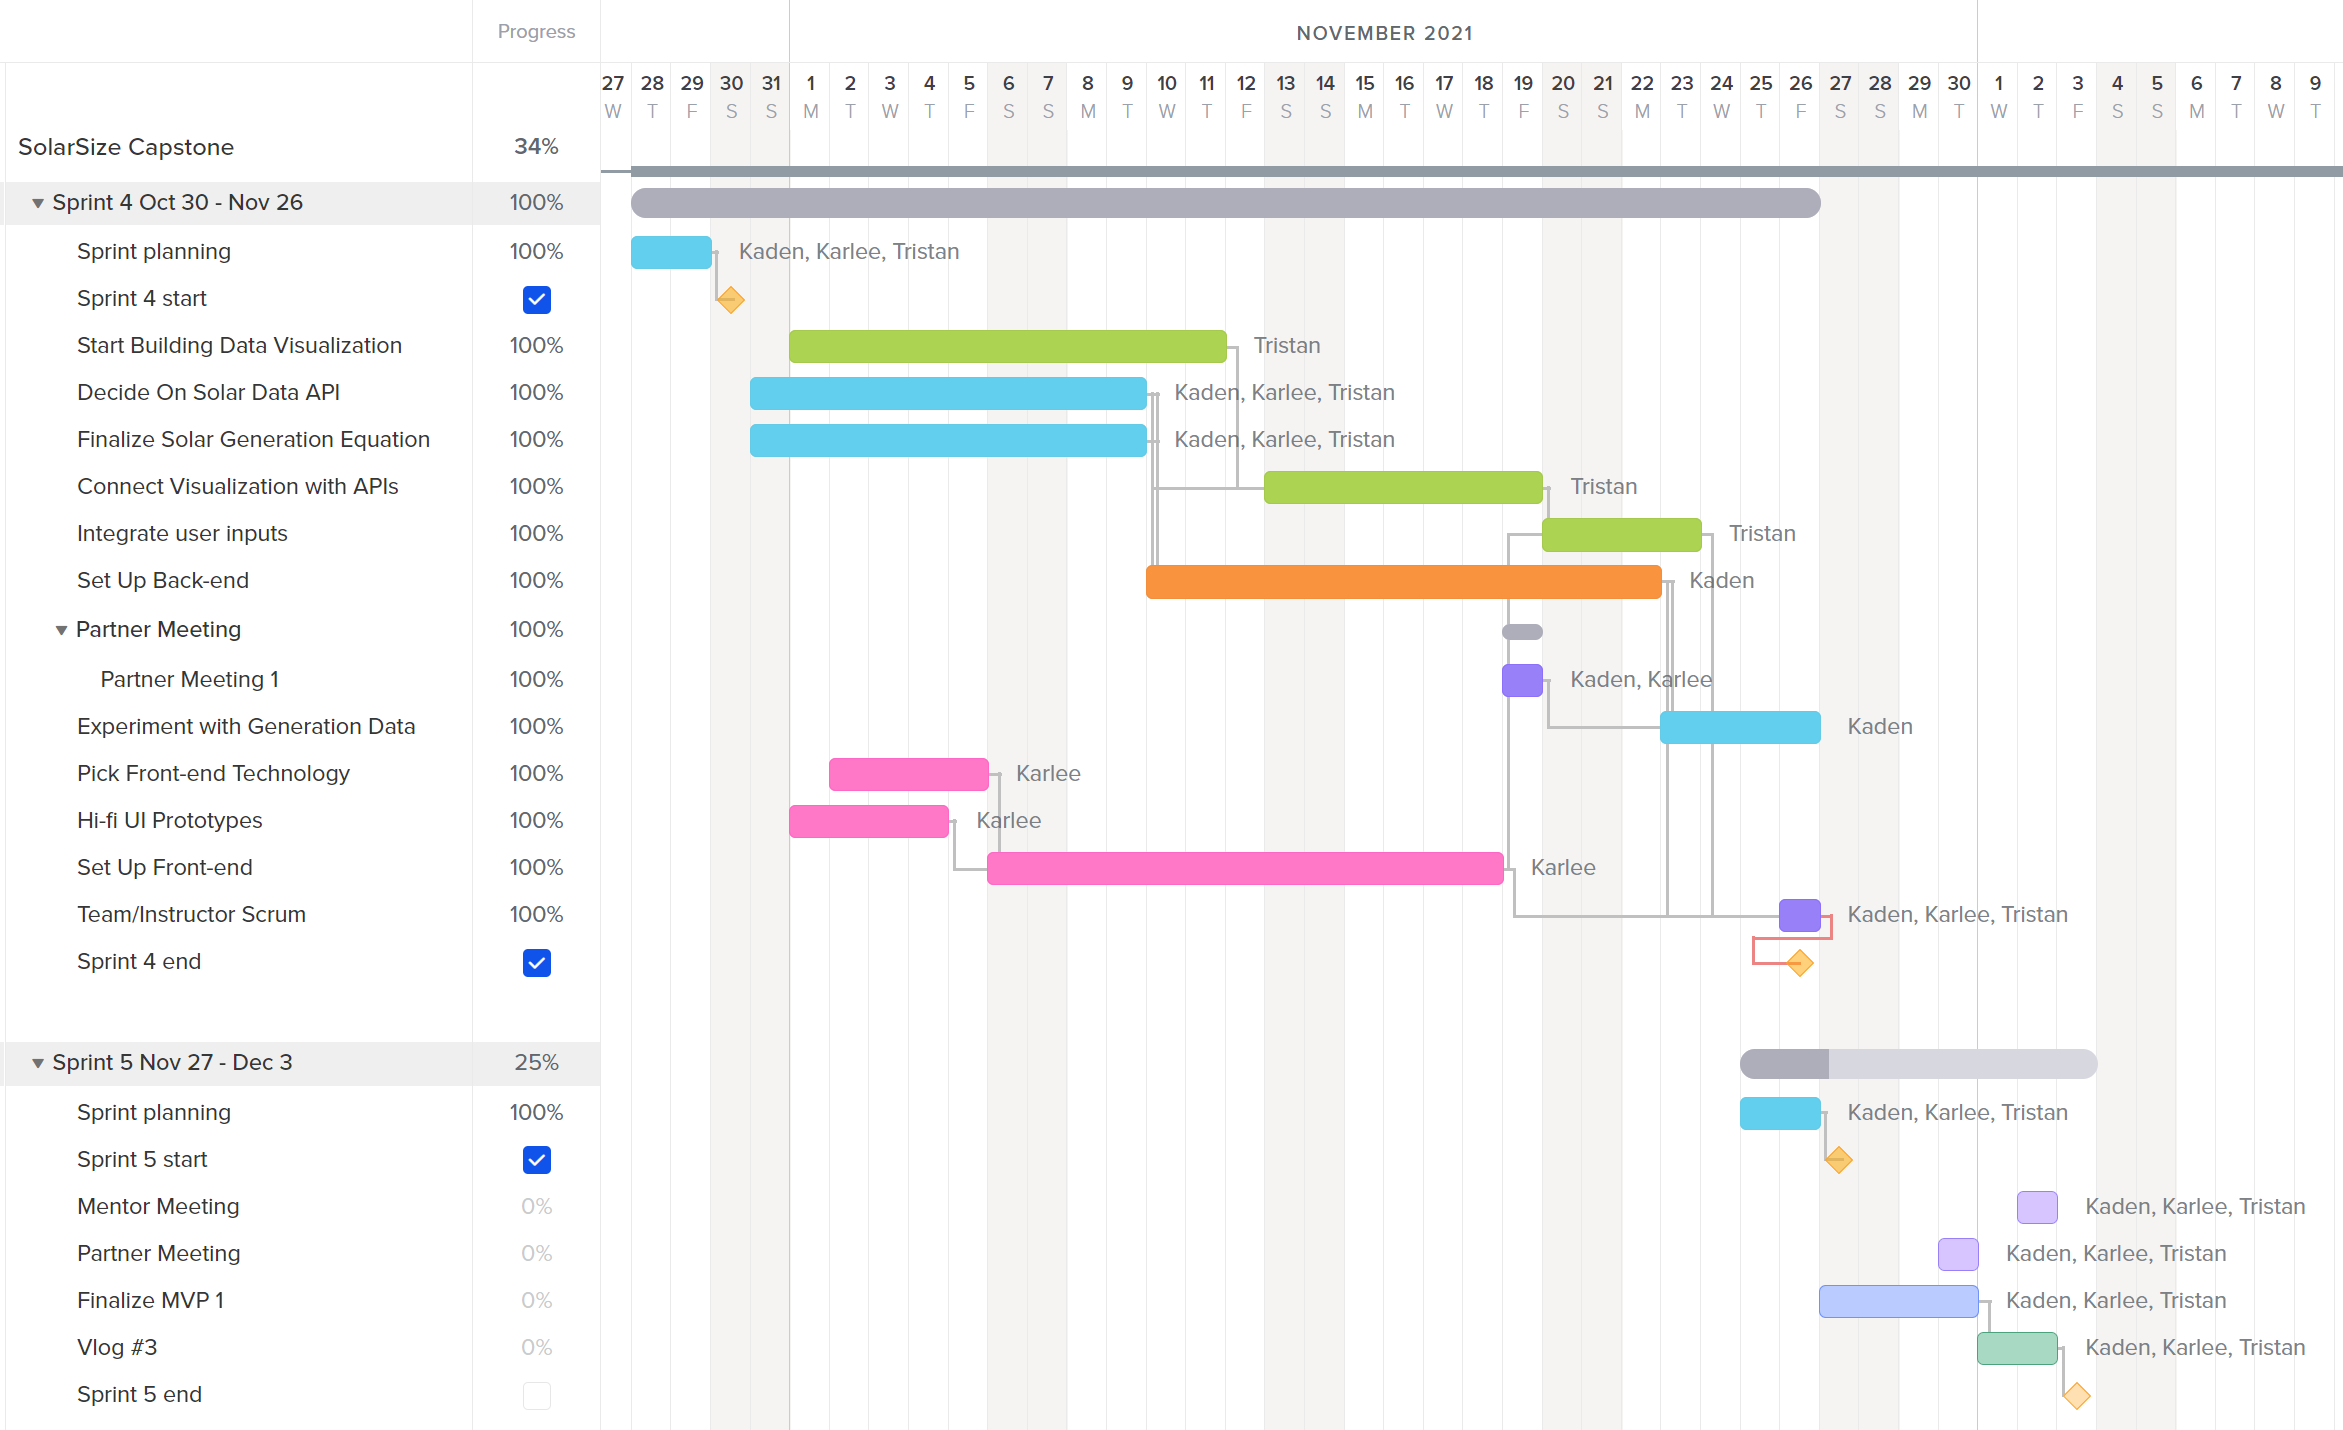 Progress
NOVEMBER 2021
27 28 29 30 31 1 2 3 4 5 6 7 8 9 10 11 12 13 14 15 16 17 18 19 20 21 22 23 24 25 26 27 28 29 30 1 2 3 4 5 6 7 8 9
W T F S S M T W T F S S M T W T F S S M T W T F S S M T W T F S S M T W T F S S M T W T
SolarSize Capstone 34%
Sprint 4 Oct 30 - Nov 26 100%
Sprint planning 100% Kaden, Karlee, Tristan
Sprint 4 start
Start Building Data Visualization 100% Tristan
Decide On Solar Data API 100% Kaden, Karlee, Tristan
Finalize Solar Generation Equation 100% Kaden, Karlee, Tristan
Connect Visualization with APIs 100% Tristan
Integrate user inputs 100% Tristan
Set Up Back-end 100% Kaden
Partner Meeting 100%
Partner Meeting 1 100% Kaden, Karlee
Experiment with Generation Data 100% Kaden
Pick Front-end Technology 100% Karlee
Hi-fi UI Prototypes 100% Karlee
Set Up Front-end 100% Karlee
Team/Instructor Scrum 100% Kaden, Karlee, Tristan
Sprint 4 end
Sprint 5 Nov 27 - Dec 3 25%
Sprint planning 100% Kaden, Karlee, Tristan
Sprint 5 start
Mentor Meeting 0% Kaden, Karlee, Tristan
Partner Meeting 0% Kaden, Karlee, Tristan
Finalize MVP 1 0% Kaden, Karlee, Tristan
Vlog #3 0% Kaden, Karlee, Tristan
Sprint 5 end